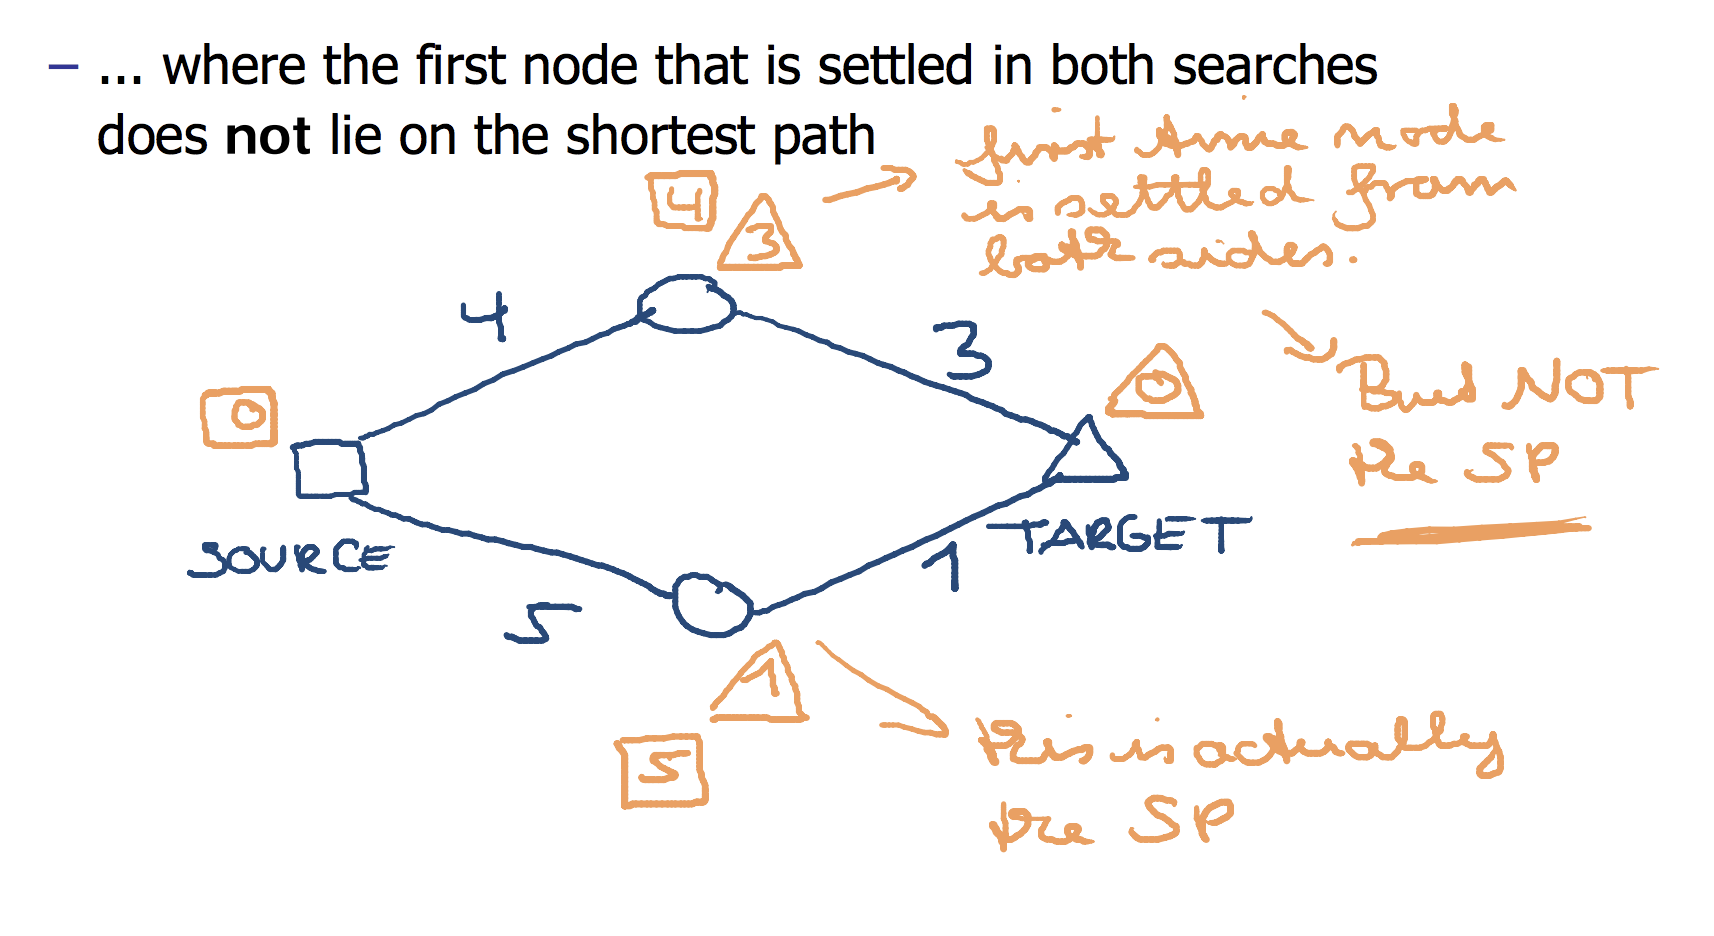 – ... where the first node that is settled in both searches
does not lie on the shortest path
first time node
is settled from
both sides.
4
3
4
3
0
0
But NOT
the SP
SOURCE
TARGET
5
1
1
5
this is actually
the SP